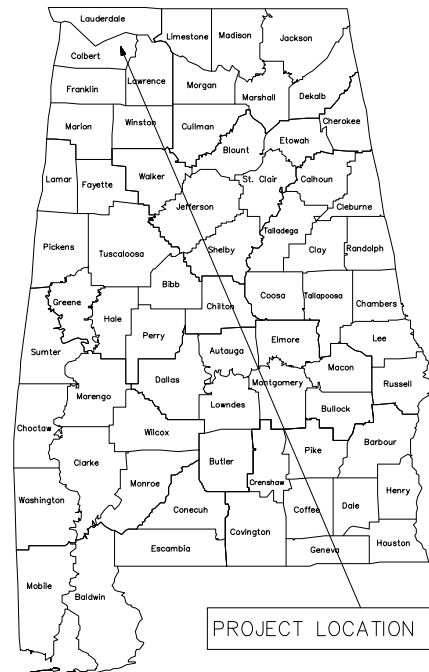 Lauderdale
Limestone
Madison
Jackson
Colbert
Lawrence
Franklin
Morgan
Marshall
Dekalb
Cherokee
Marion
Winston
Cullman
Etowah
Blount
Lamar
Fayette
Walker
St. Clair
Calhoun
Jefferson
Cleburne
Talladega
Pickens
Tuscaloosa
Shelby
Clay
Randolph
Bibb
Greene
Hale
Chilton
Coosa
Tallapoosa
Chambers
Perry
Sumter
Autauga
Elmore
Lee
Macon
Dallas
Montgomery
Russell
Marengo
Lowndes
Bullock
Choctaw
Wilcox
Clarke
Butler
Pike
Barbour
Monroe
Crenshaw
Washington
Conecuh
Covington
Coffee
Dale
Henry
Escambia
Geneva
Houston
Mobile
Baldwin
PROJECT LOCATION